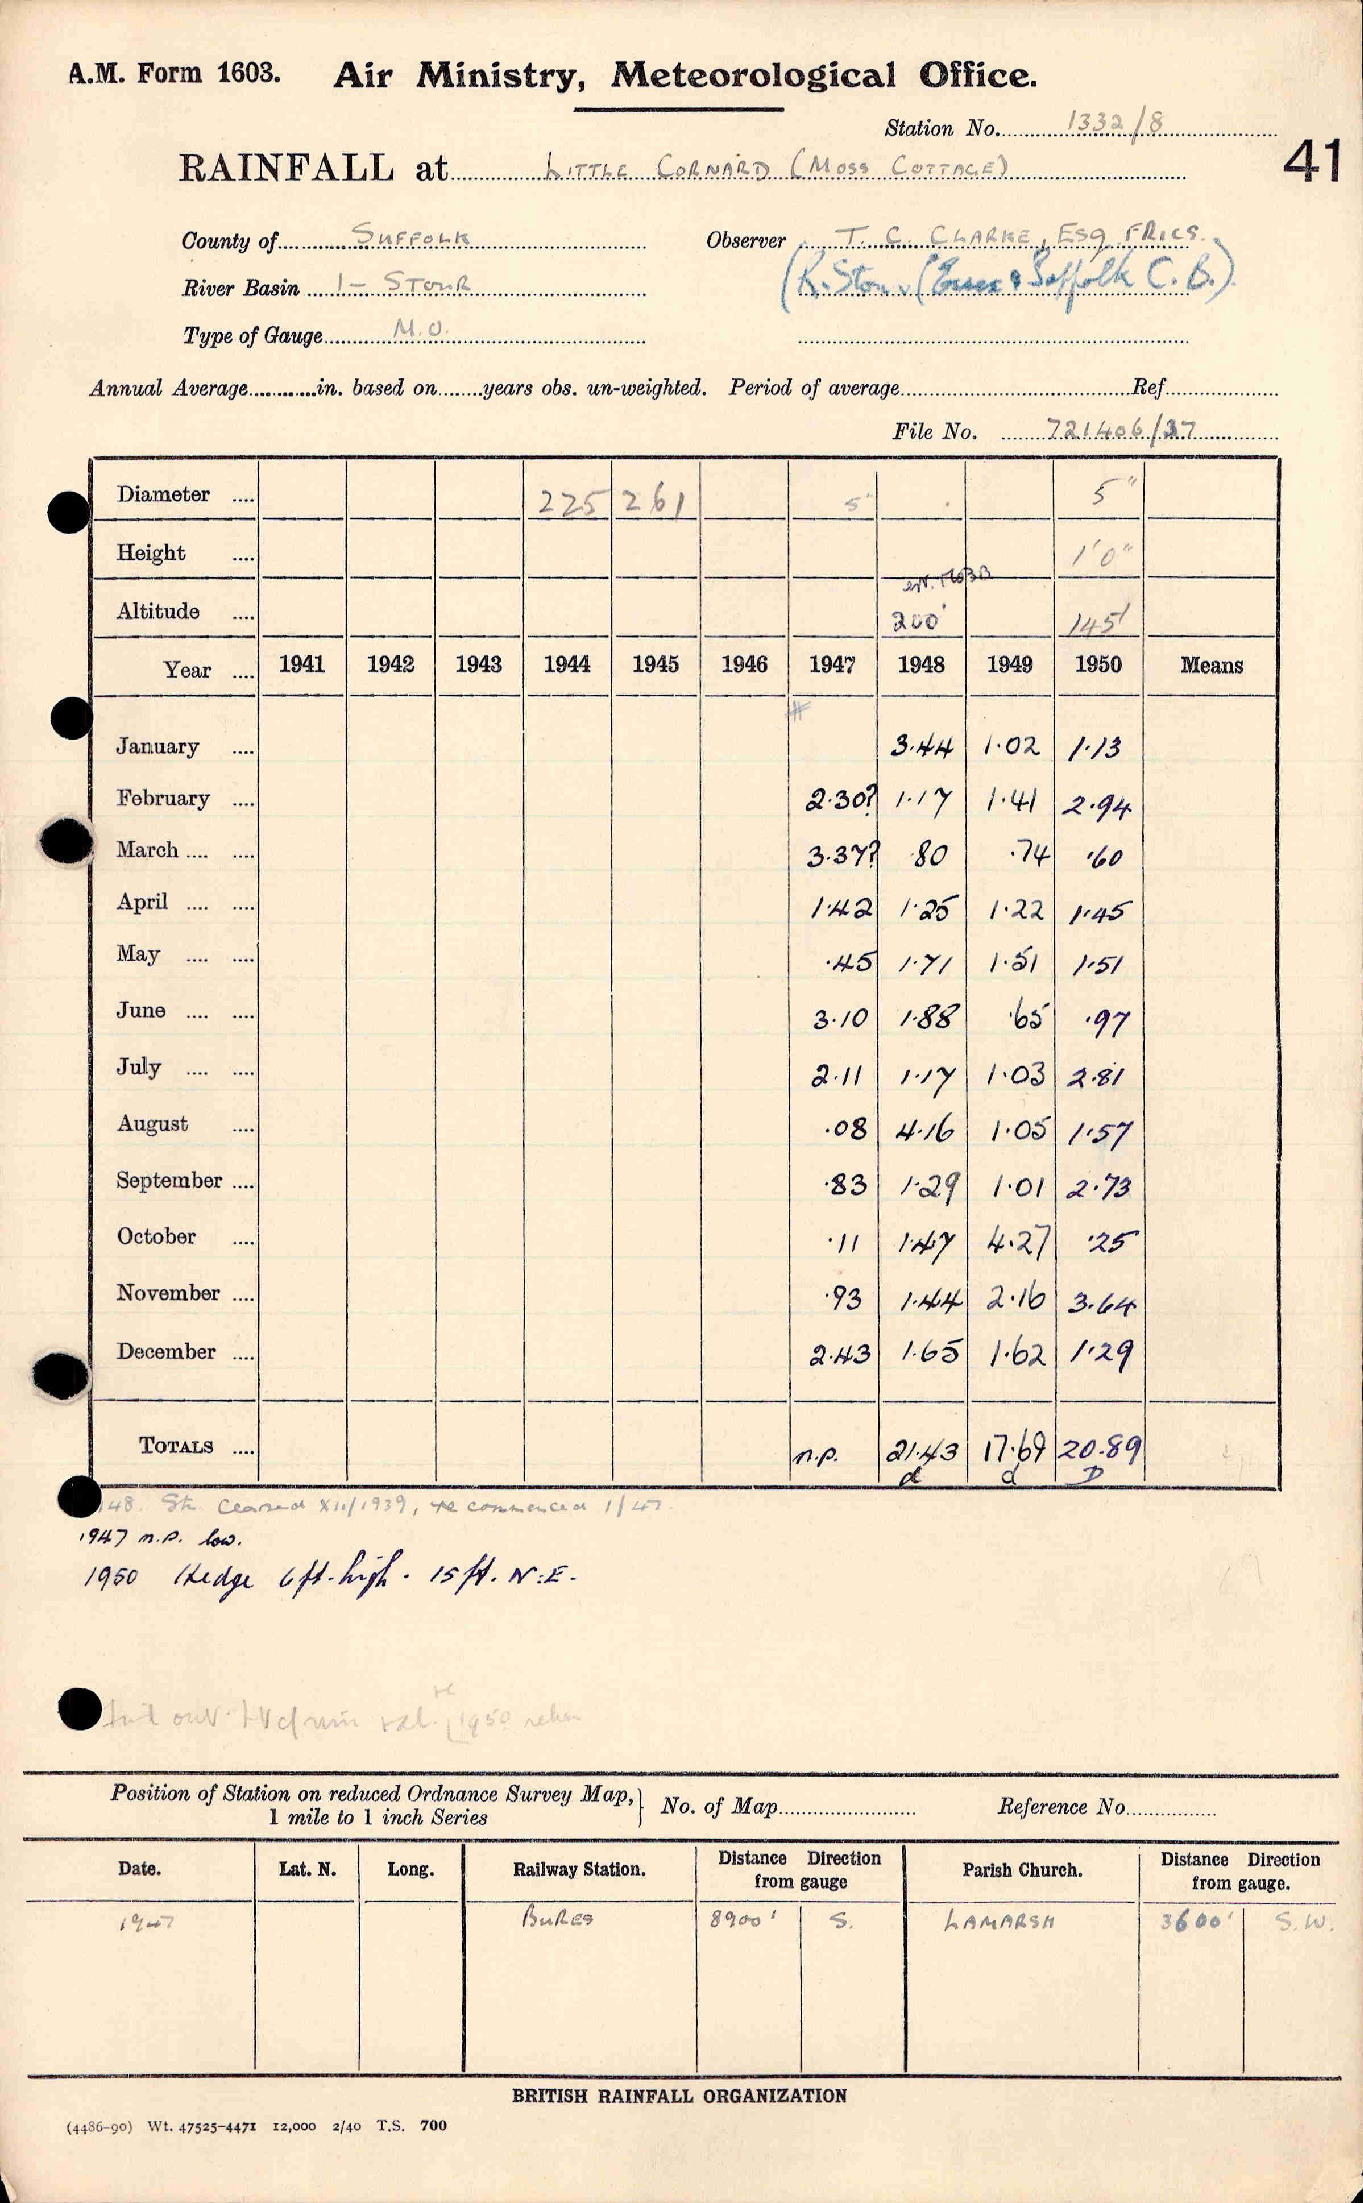 A.M. Form 1603. Air Ministry, Meteorological Office.
Station No. 1332/8
41
RAINFALL at LITTLE CORNARD (MOSS COTTAGE)
County of SUFFOLK Observer T. C. CLARKE, ESQ FRICS.
River Basin 1- STOUR (R. Stour (Essex & Suffolk C. B.)
Type of Gauge M.O.
Annual Average in. based on years obs. un-weighted. Period of average Ref.
File No. 721406/37
Diameter .... 225 261 5" 5"
Height .... 1'0"
Altitude .... 200' 145'
Year .... 1941 1942 1943 1944 1945 1946 1947 1948 1949 1950 Means
January .... 3.44 1.02 1.13
February .... 2.30? 1.17 1.41 2.94
March .... .... 3.37? .80 .74 .60
April .... .... 1.42 1.25 1.22 1.45
May .... .... .45 1.71 1.51 1.51
June .... .... 3.10 1.88 .65 .97
July .... .... 2.11 1.17 1.03 2.81
August .... .08 4.16 1.05 1.57
September .... .83 1.29 1.01 2.73
October .... .11 1.47 4.27 .25
November .... .93 1.44 2.16 3.64
December .... 2.43 1.65 1.62 1.29
TOTALS .... n.p. 21.43 17.69 20.89
d d D
48. Stn. ceased XII/1939, re commenced 1/47.
1947 n.p. low.
1950 Hedge 6ft. high. 15 ft. N.E.
1950
Position of Station on reduced Ordnance Survey Map, 1 mile to 1 inch Series } No. of Map Reference No.
Date. Lat. N. Long. Railway Station. Distance Direction from gauge Parish Church. Distance Direction from gauge.
1947 BURES 8900' S. LAMARSH 3600' S.W.
BRITISH RAINFALL ORGANIZATION
(4486-90) Wt. 47525-4471 12,000 2/40 T.S. 700